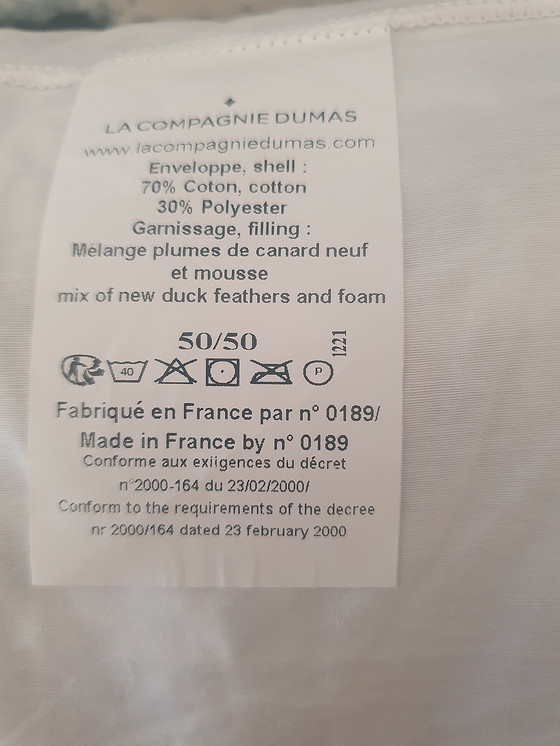 LA COMPAGNIE DUMAS
www.lacompagniedumas.com
Enveloppe, shell :
70% Coton, cotton
30% Polyester
Garnissage, filling :
Mélange plumes de canard neuf
et mousse
mix of new duck feathers and foam
50/50
1221
40 P
Fabriqué en France par n° 0189/
Made in France by n° 0189
Conforme aux exiigences du décret
n°2000-164 du 23/02/2000/
Conform to the requirements of the decree
nr 2000/164 dated 23 february 2000